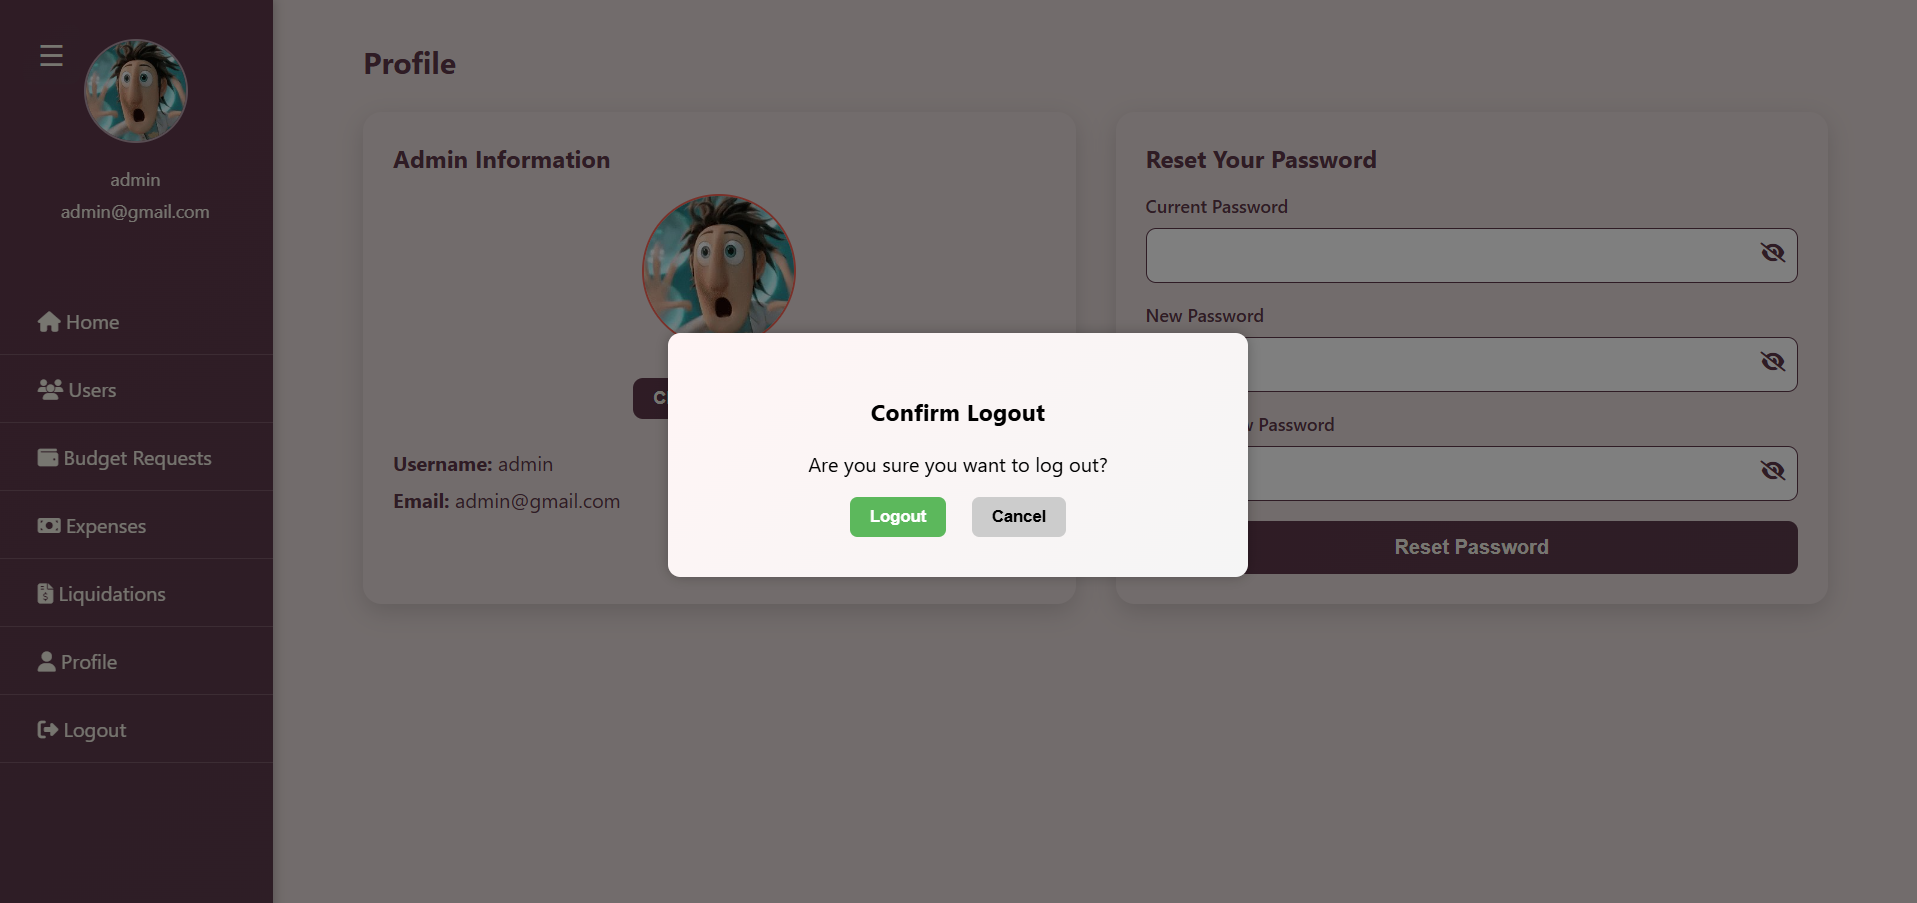 admin
admin@gmail.com
Home
Users
Budget Requests
Expenses
Liquidations
Profile
Logout
Profile
Admin Information
Username: admin
Email: admin@gmail.com
Reset Your Password
Current Password
New Password
Password
Reset Password
Confirm Logout
Are you sure you want to log out?
Logout
Cancel